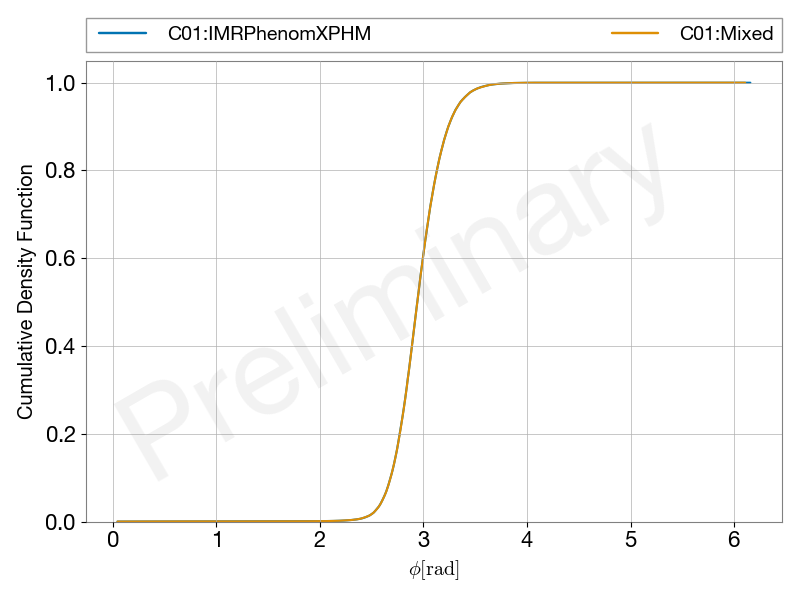 C01:IMRPhenomXPHM C01:Mixed
1.0
0.8
0.6
0.4
0.2
0.0
Cumulative Density Function
Preliminary
0 1 2 3 4 5 6
ϕ[rad]